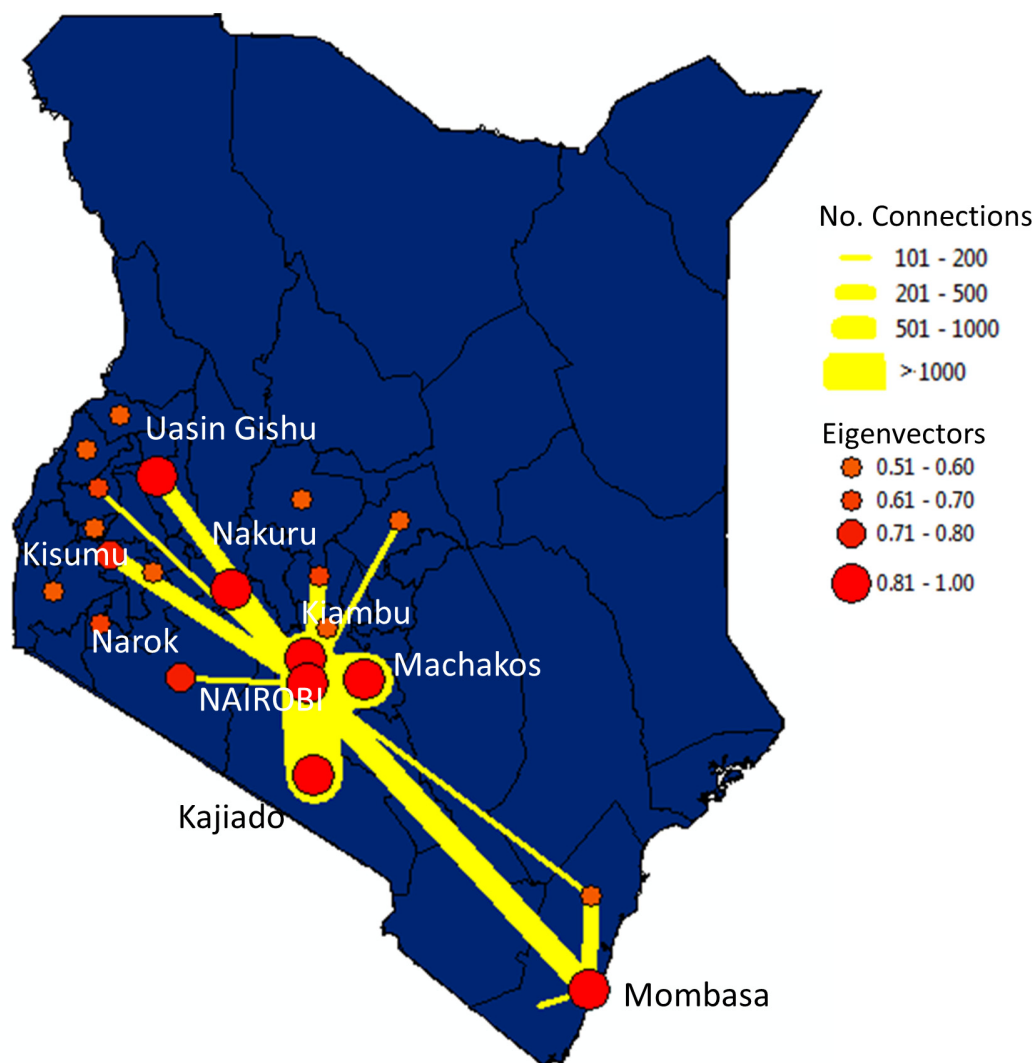 No. Connections
101 - 200
201 - 500
501 - 1000
> 1000
Eigenvectors
0.51 - 0.60
0.61 - 0.70
0.71 - 0.80
0.81 - 1.00
Uasin Gishu
Nakuru
Kisumu
Kiambu
Narok
Machakos
NAIROBI
Kajiado
Mombasa